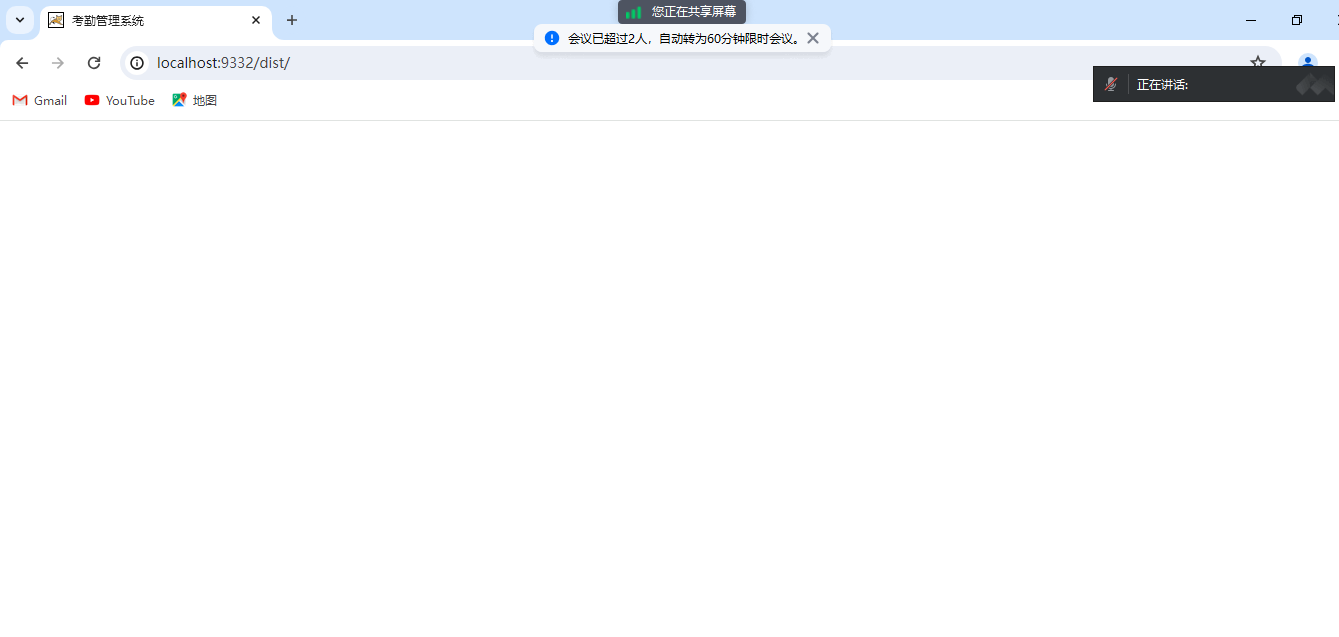 您正在共享屏幕
考勤管理系统
会议已超过2人，自动转为60分钟限时会议。
localhost:9332/dist/
正在讲话:
Gmail
YouTube
地图